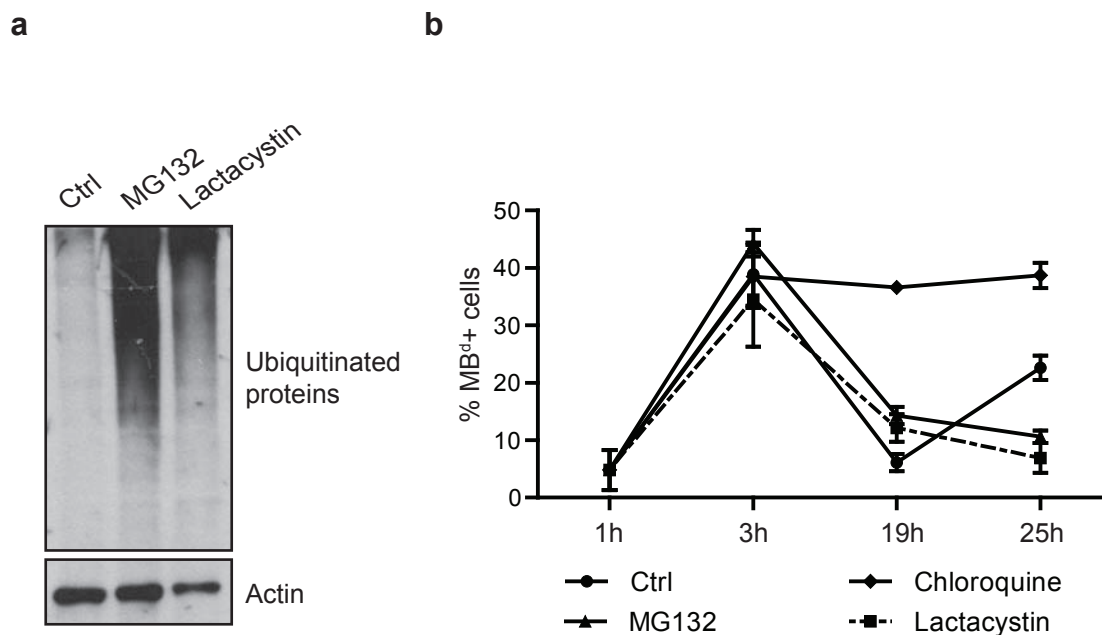 a
Ctrl
MG132
Lactacystin
Ubiquitinated
proteins
Actin
b
% MBᵈ+ cells
50
40
30
20
10
0
1h
3h
19h
25h
Ctrl
Chloroquine
MG132
Lactacystin